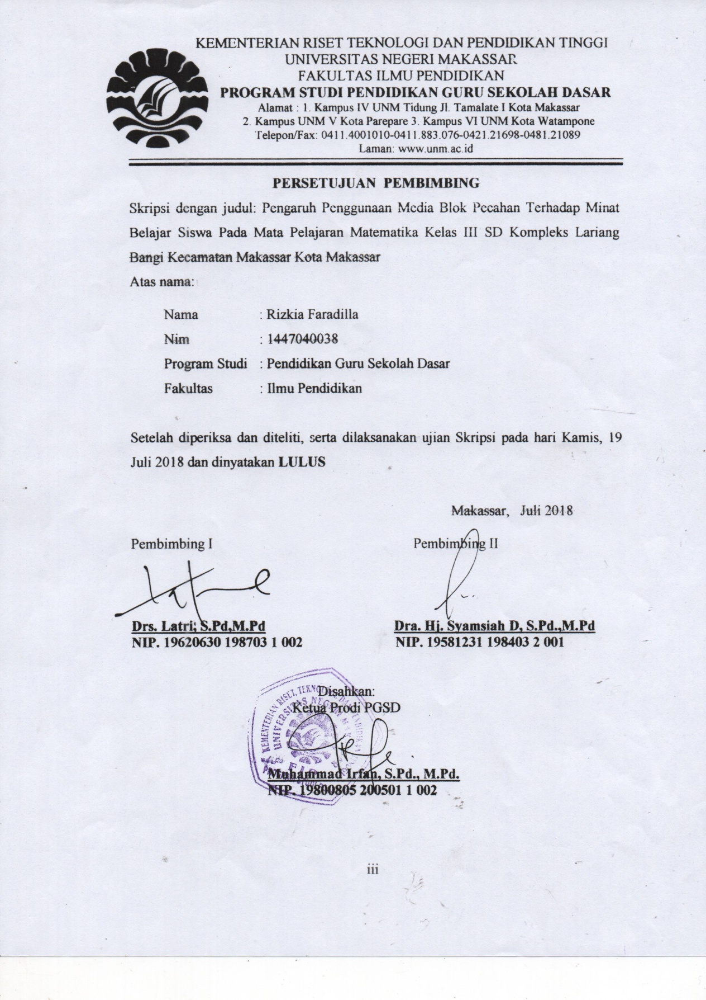 KEMENTERIAN RISET TEKNOLOGI DAN PENDIDIKAN TINGGI
UNIVERSITAS NEGERI MAKASSAR
FAKULTAS ILMU PENDIDIKAN
PROGRAM STUDI PENDIDIKAN GURU SEKOLAH DASAR
Alamat : 1. Kampus IV UNM Tidung Jl. Tamalate I Kota Makassar
2. Kampus UNM V Kota Parepare 3. Kampus VI UNM Kota Watampone
Telepon/Fax: 0411.4001010-0411.883.076-0421.21698-0481.21089
Laman: www.unm.ac.id
PERSETUJUAN PEMBIMBING
Skripsi dengan judul: Pengaruh Penggunaan Media Blok Pecahan Terhadap Minat
Belajar Siswa Pada Mata Pelajaran Matematika Kelas III SD Kompleks Lariang
Bangi Kecamatan Makassar Kota Makassar
Atas nama:
Nama : Rizkia Faradilla
Nim : 1447040038
Program Studi : Pendidikan Guru Sekolah Dasar
Fakultas : Ilmu Pendidikan
Setelah diperiksa dan diteliti, serta dilaksanakan ujian Skripsi pada hari Kamis, 19
Juli 2018 dan dinyatakan LULUS
Makassar, Juli 2018
Pembimbing I Pembimbing II
Drs. Latri; S.Pd,M.Pd Dra. Hj. Syamsiah D, S.Pd.,M.Pd
NIP. 19620630 198703 1 002 NIP. 19581231 198403 2 001
Disahkan:
Ketua Prodi PGSD
KEMENTERIAN RISET, TEKNOLOGI, DAN PENDIDIKAN
UNIVERSITAS NEGERI
FIP
Muhammad Irfan, S.Pd., M.Pd.
NIP. 19800805 200501 1 002
iii